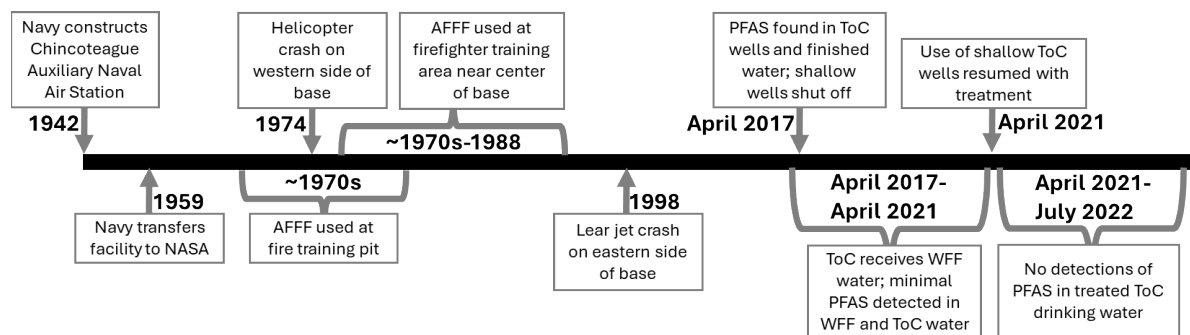 Navy constructs
Chincoteague
Auxiliary Naval
Air Station
1942
Helicopter
crash on
western side of
base
1974
AFFF used at
firefighter training
area near center
of base
~1970s-1988
PFAS found in ToC
wells and finished
water; shallow
wells shut off
April 2017
Use of shallow ToC
wells resumed with
treatment
April 2021
1959
Navy transfers
facility to NASA
~1970s
AFFF used at
fire training pit
1998
Lear jet crash
on eastern side
of base
April 2017-
April 2021
ToC receives WFF
water; minimal
PFAS detected in
WFF and ToC water
April 2021-
July 2022
No detections of
PFAS in treated ToC
drinking water